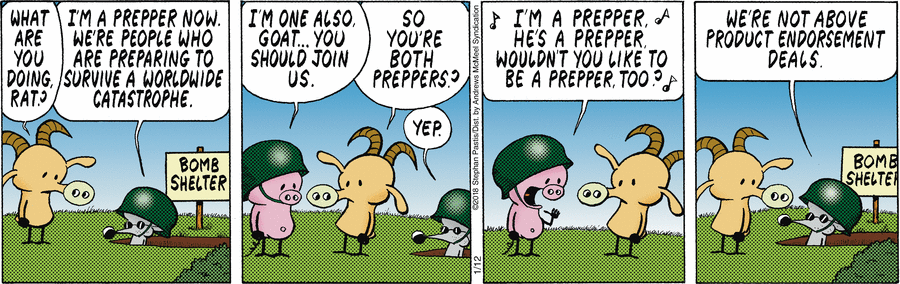 WHAT
ARE
YOU
DOING,
RAT?
I'M A PREPPER NOW.
WE'RE PEOPLE WHO
ARE PREPARING TO
SURVIVE A WORLDWIDE
CATASTROPHE.
BOMB
SHELTER
I'M ONE ALSO,
GOAT... YOU
SHOULD JOIN
US.
SO
YOU'RE
BOTH
PREPPERS?
YEP.
©2018 Stephan Pastis/Dist. by Andrews McMeel Syndication
1/12
I'M A PREPPER,
HE'S A PREPPER,
WOULDN'T YOU LIKE TO
BE A PREPPER, TOO?
WE'RE NOT ABOVE
PRODUCT ENDORSEMENT
DEALS.
BOMB
SHELTER